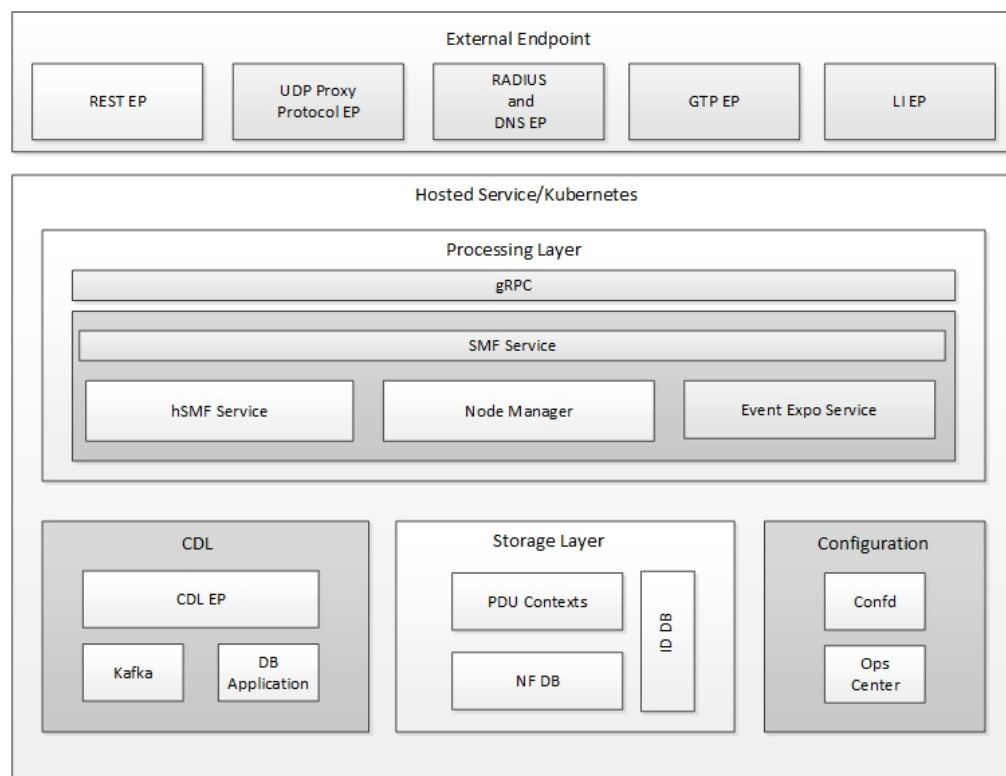 External Endpoint
REST EP
UDP Proxy
Protocol EP
RADIUS
and
DNS EP
GTP EP
LI EP
Hosted Service/Kubernetes
Processing Layer
gRPC
SMF Service
hSMF Service
Node Manager
Event Expo Service
CDL
CDL EP
Kafka
DB
Application
Storage Layer
PDU Contexts
NF DB
ID DB
Configuration
Confd
Ops
Center